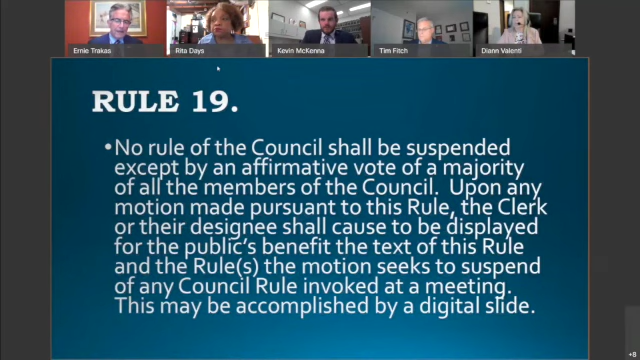 Ernie Trakas
Rita Days
Kevin McKenna
Tim Fitch
Diann Valenti
RULE 19.
•No rule of the Council shall be suspended
except by an affirmative vote of a majority
of all the members of the Council. Upon any
motion made pursuant to this Rule, the Clerk
or their designee shall cause to be displayed
for the public's benefit the text of this Rule
and the Rule(s) the motion seeks to suspend
of any Council Rule invoked at a meeting.
This may be accomplished by a digital slide.
+8